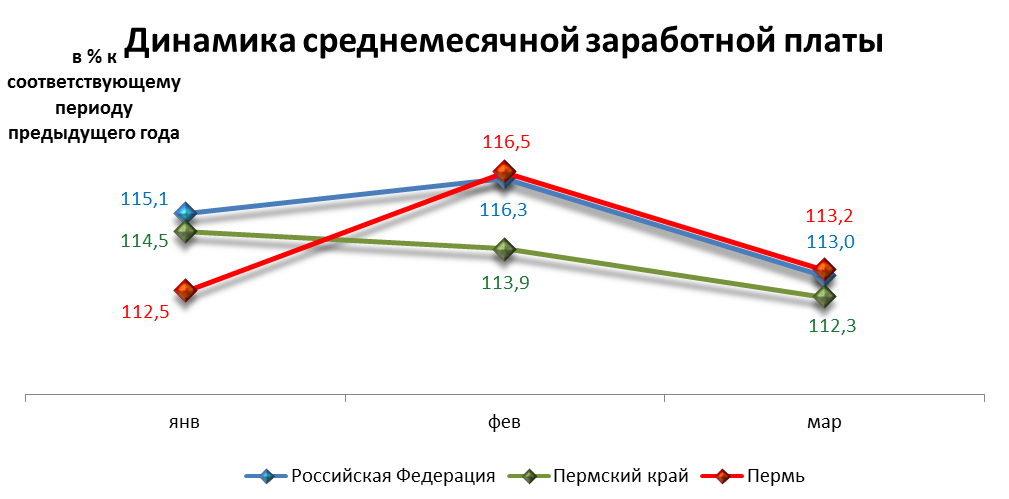 Динамика среднемесячной заработной платы
в % к
соответствующему
периоду
предыдущего года
116,5
115,1
116,3
113,2
113,0
114,5
113,9
112,5
112,3
янв фев мар
Российская Федерация Пермский край Пермь